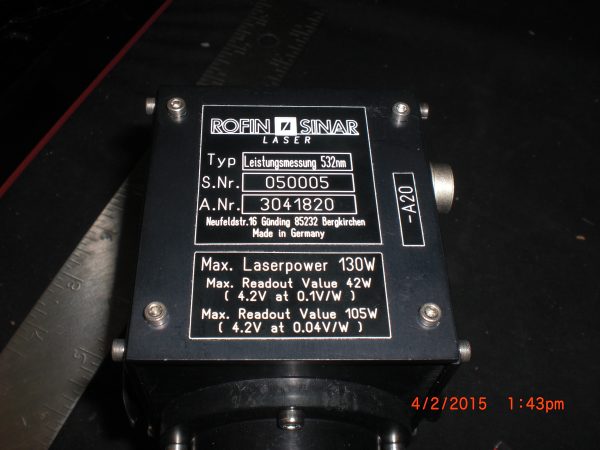 ROFIN SINAR
LASER
Typ Leistungsmessung 532nm
S.Nr. 050005
A.Nr. 3041820
Neufeldstr.16 Günding 85232 Bergkirchen
Made in Germany
-A20
Max. Laserpower 130W
Max. Readout Value 42W
( 4.2V at 0.1V/W )
Max. Readout Value 105W
( 4.2V at 0.04V/W )
4/2/2015 1:43pm